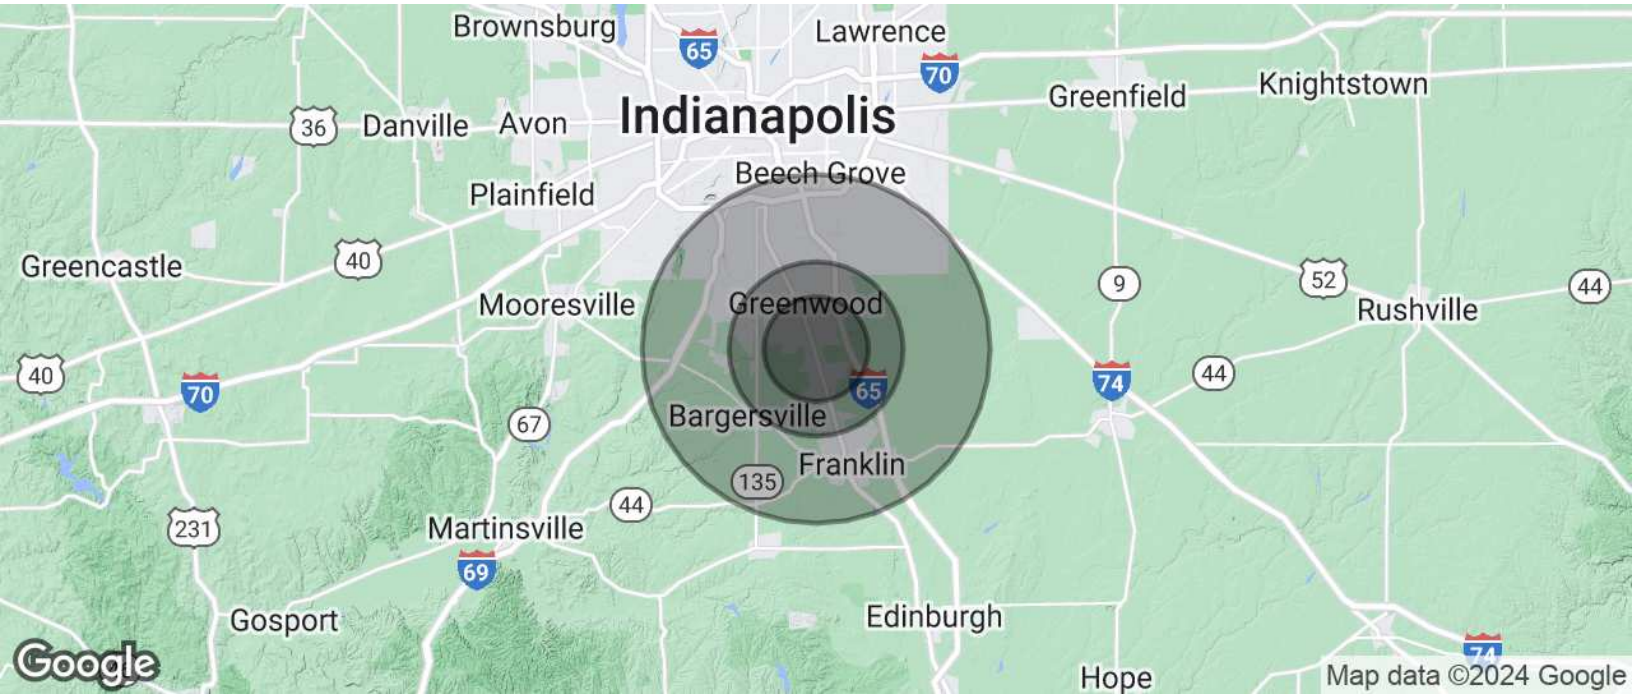 Brownsburg
Lawrence
65
70
Knightstown
Greenfield
Indianapolis
36
Danville
Avon
Beech Grove
Plainfield
40
Greencastle
9
52
44
Mooresville
Greenwood
Rushville
40
70
65
74
44
67
Bargersville
Franklin
135
44
231
Martinsville
69
Gosport
Edinburgh
74
Google
Hope
Map data ©2024 Google